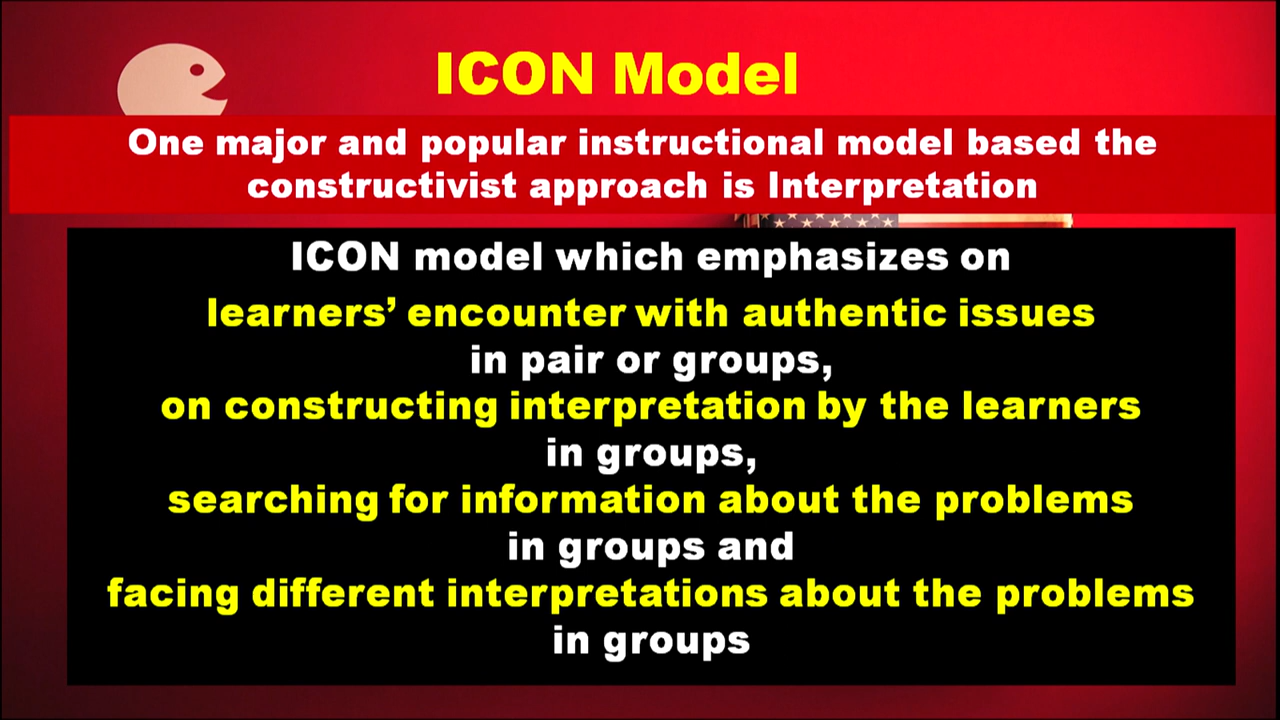 ICON Model
One major and popular instructional model based the
constructivist approach is Interpretation
ICON model which emphasizes on
learners’ encounter with authentic issues
in pair or groups,
on constructing interpretation by the learners
in groups,
searching for information about the problems
in groups and
facing different interpretations about the problems
in groups